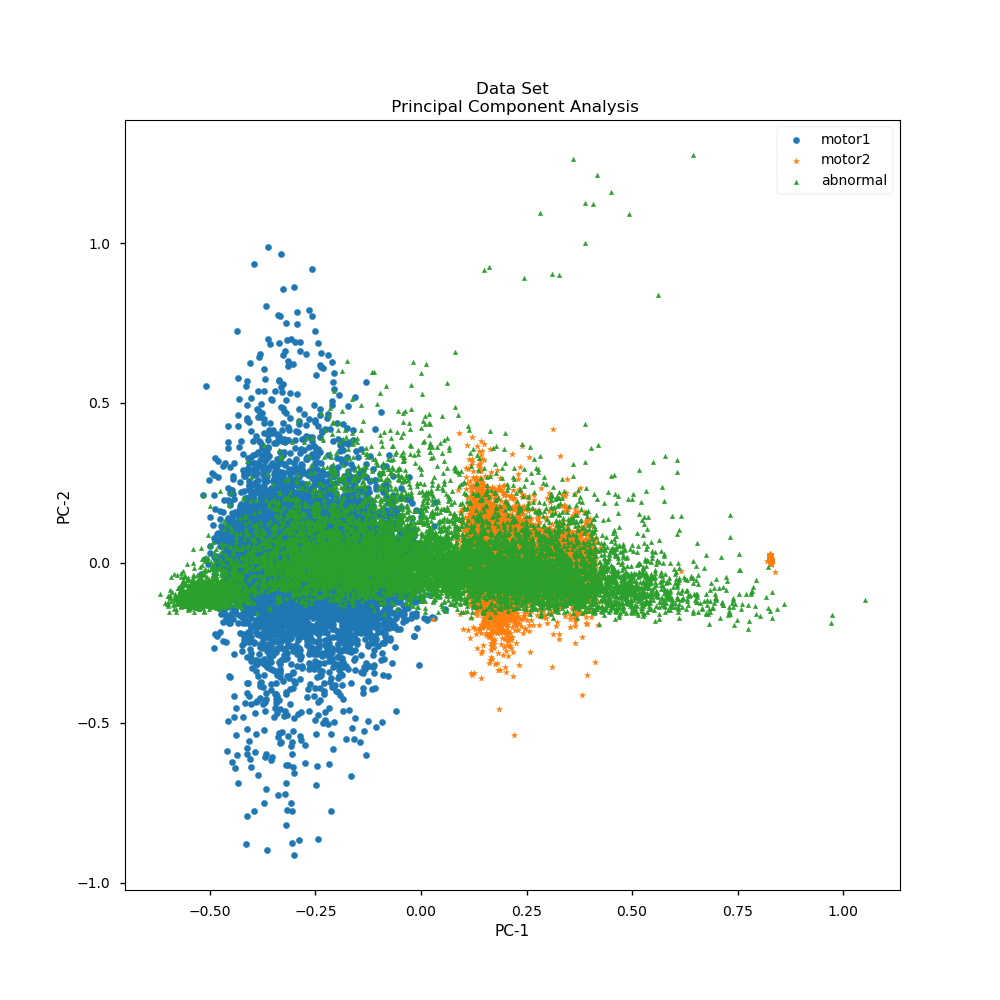 Data Set
Principal Component Analysis
motor1
motor2
abnormal
PC-2
1.0
0.5
0.0
−0.5
−1.0
−0.50
−0.25
0.00
0.25
0.50
0.75
1.00
PC-1